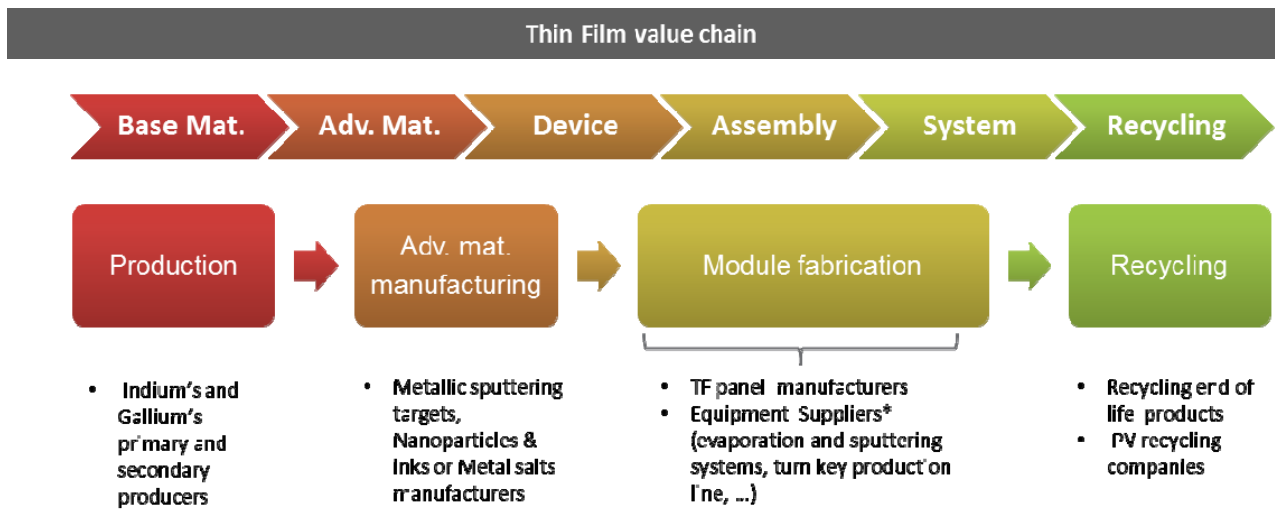 Thin Film value chain
Base Mat.
Adv. Mat.
Device
Assembly
System
Recycling
Production
Adv. mat.
manufacturing
Module fabrication
Recycling
• Indium's and
Gallium's
primary and
secondary
producers
• Metallic sputtering
targets,
Nanoparticles &
Inks or Metal salts
manufacturers
• TF panel manufacturers
• Equipment Suppliers*
(evaporation and sputtering
systems, turn key production
line, ...)
• Recycling end of
life products
• PV recycling
companies